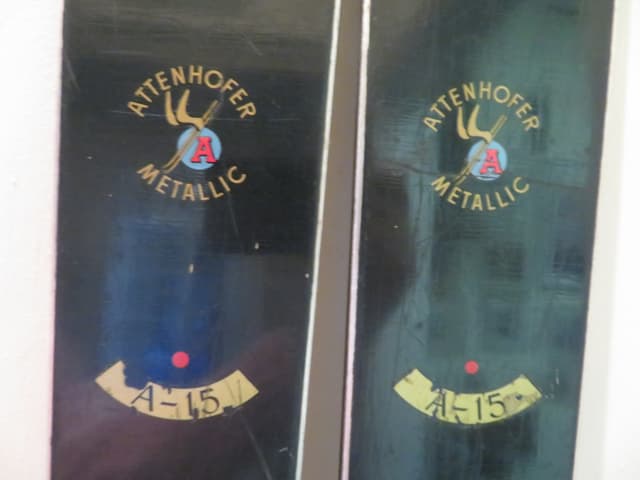 ATTENHOFER
A
METALLIC
A-15
ATTENHOFER
A
METALLIC
A-15